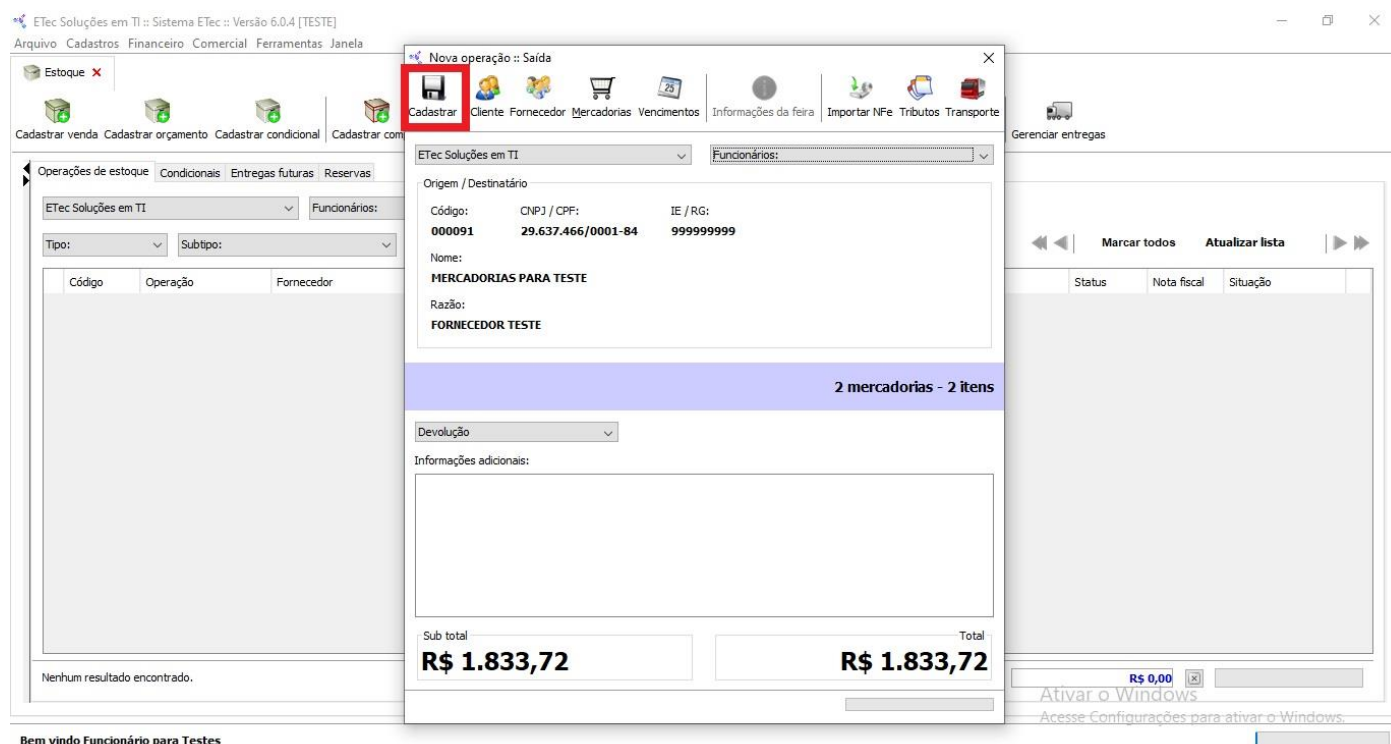 ETec Soluções em TI :: Sistema ETec :: Versão 6.0.4 [TESTE]
Arquivo Cadastros Financeiro Comercial Ferramentas Janela
Estoque
Cadastrar venda Cadastrar orçamento Cadastrar condicional Cadastrar com
Gerenciar entregas
Operações de estoque Condicionais Entregas futuras Reservas
ETec Soluções em TI Funcionários:
Tipo: Subtipo:
Marcar todos Atualizar lista
Código Operação Fornecedor Status Nota fiscal Situação
Nenhum resultado encontrado.
R$ 0,00
Nova operação :: Saída
25
Cadastrar Cliente Fornecedor Mercadorias Vencimentos Informações da feira Importar NFe Tributos Transporte
ETec Soluções em TI Funcionários:
Origem / Destinatário
Código: CNPJ / CPF: IE / RG:
000091 29.637.466/0001-84 999999999
Nome:
MERCADORIAS PARA TESTE
Razão:
FORNECEDOR TESTE
2 mercadorias - 2 itens
Devolução
Informações adicionais:
Sub total Total
R$ 1.833,72 R$ 1.833,72
Ativar o Windows
Acesse Configurações para ativar o Windows.
Bem vindo Funcionário para Testes